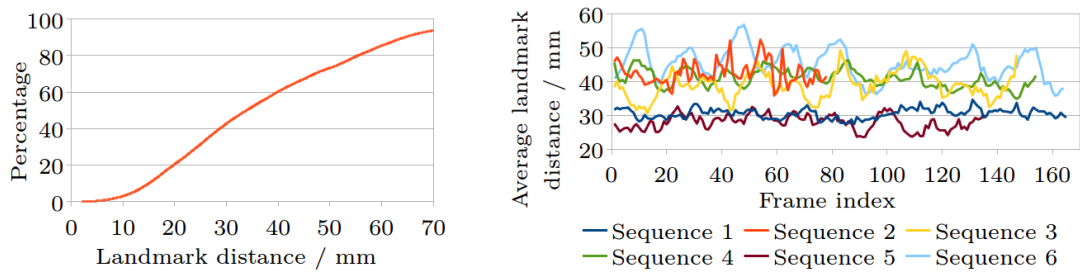 100
80
60
40
20
0
Percentage
0 10 20 30 40 50 60 70
Landmark distance / mm
60
50
40
30
20
Average landmark
distance / mm
0 20 40 60 80 100 120 140 160
Frame index
Sequence 1 Sequence 2 Sequence 3
Sequence 4 Sequence 5 Sequence 6